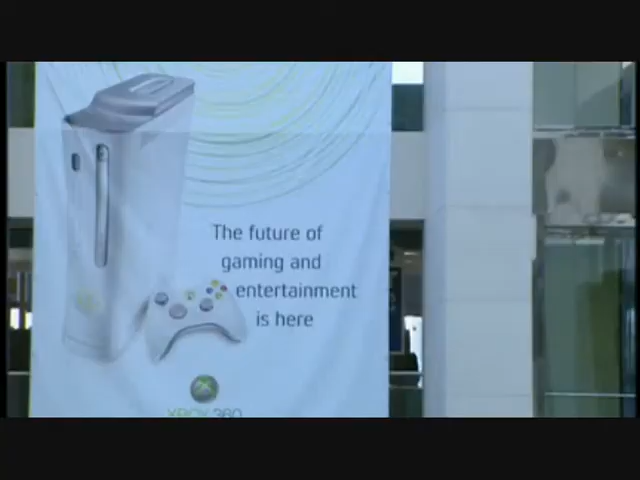 The future of
gaming and
entertainment
is here
XBOX 360